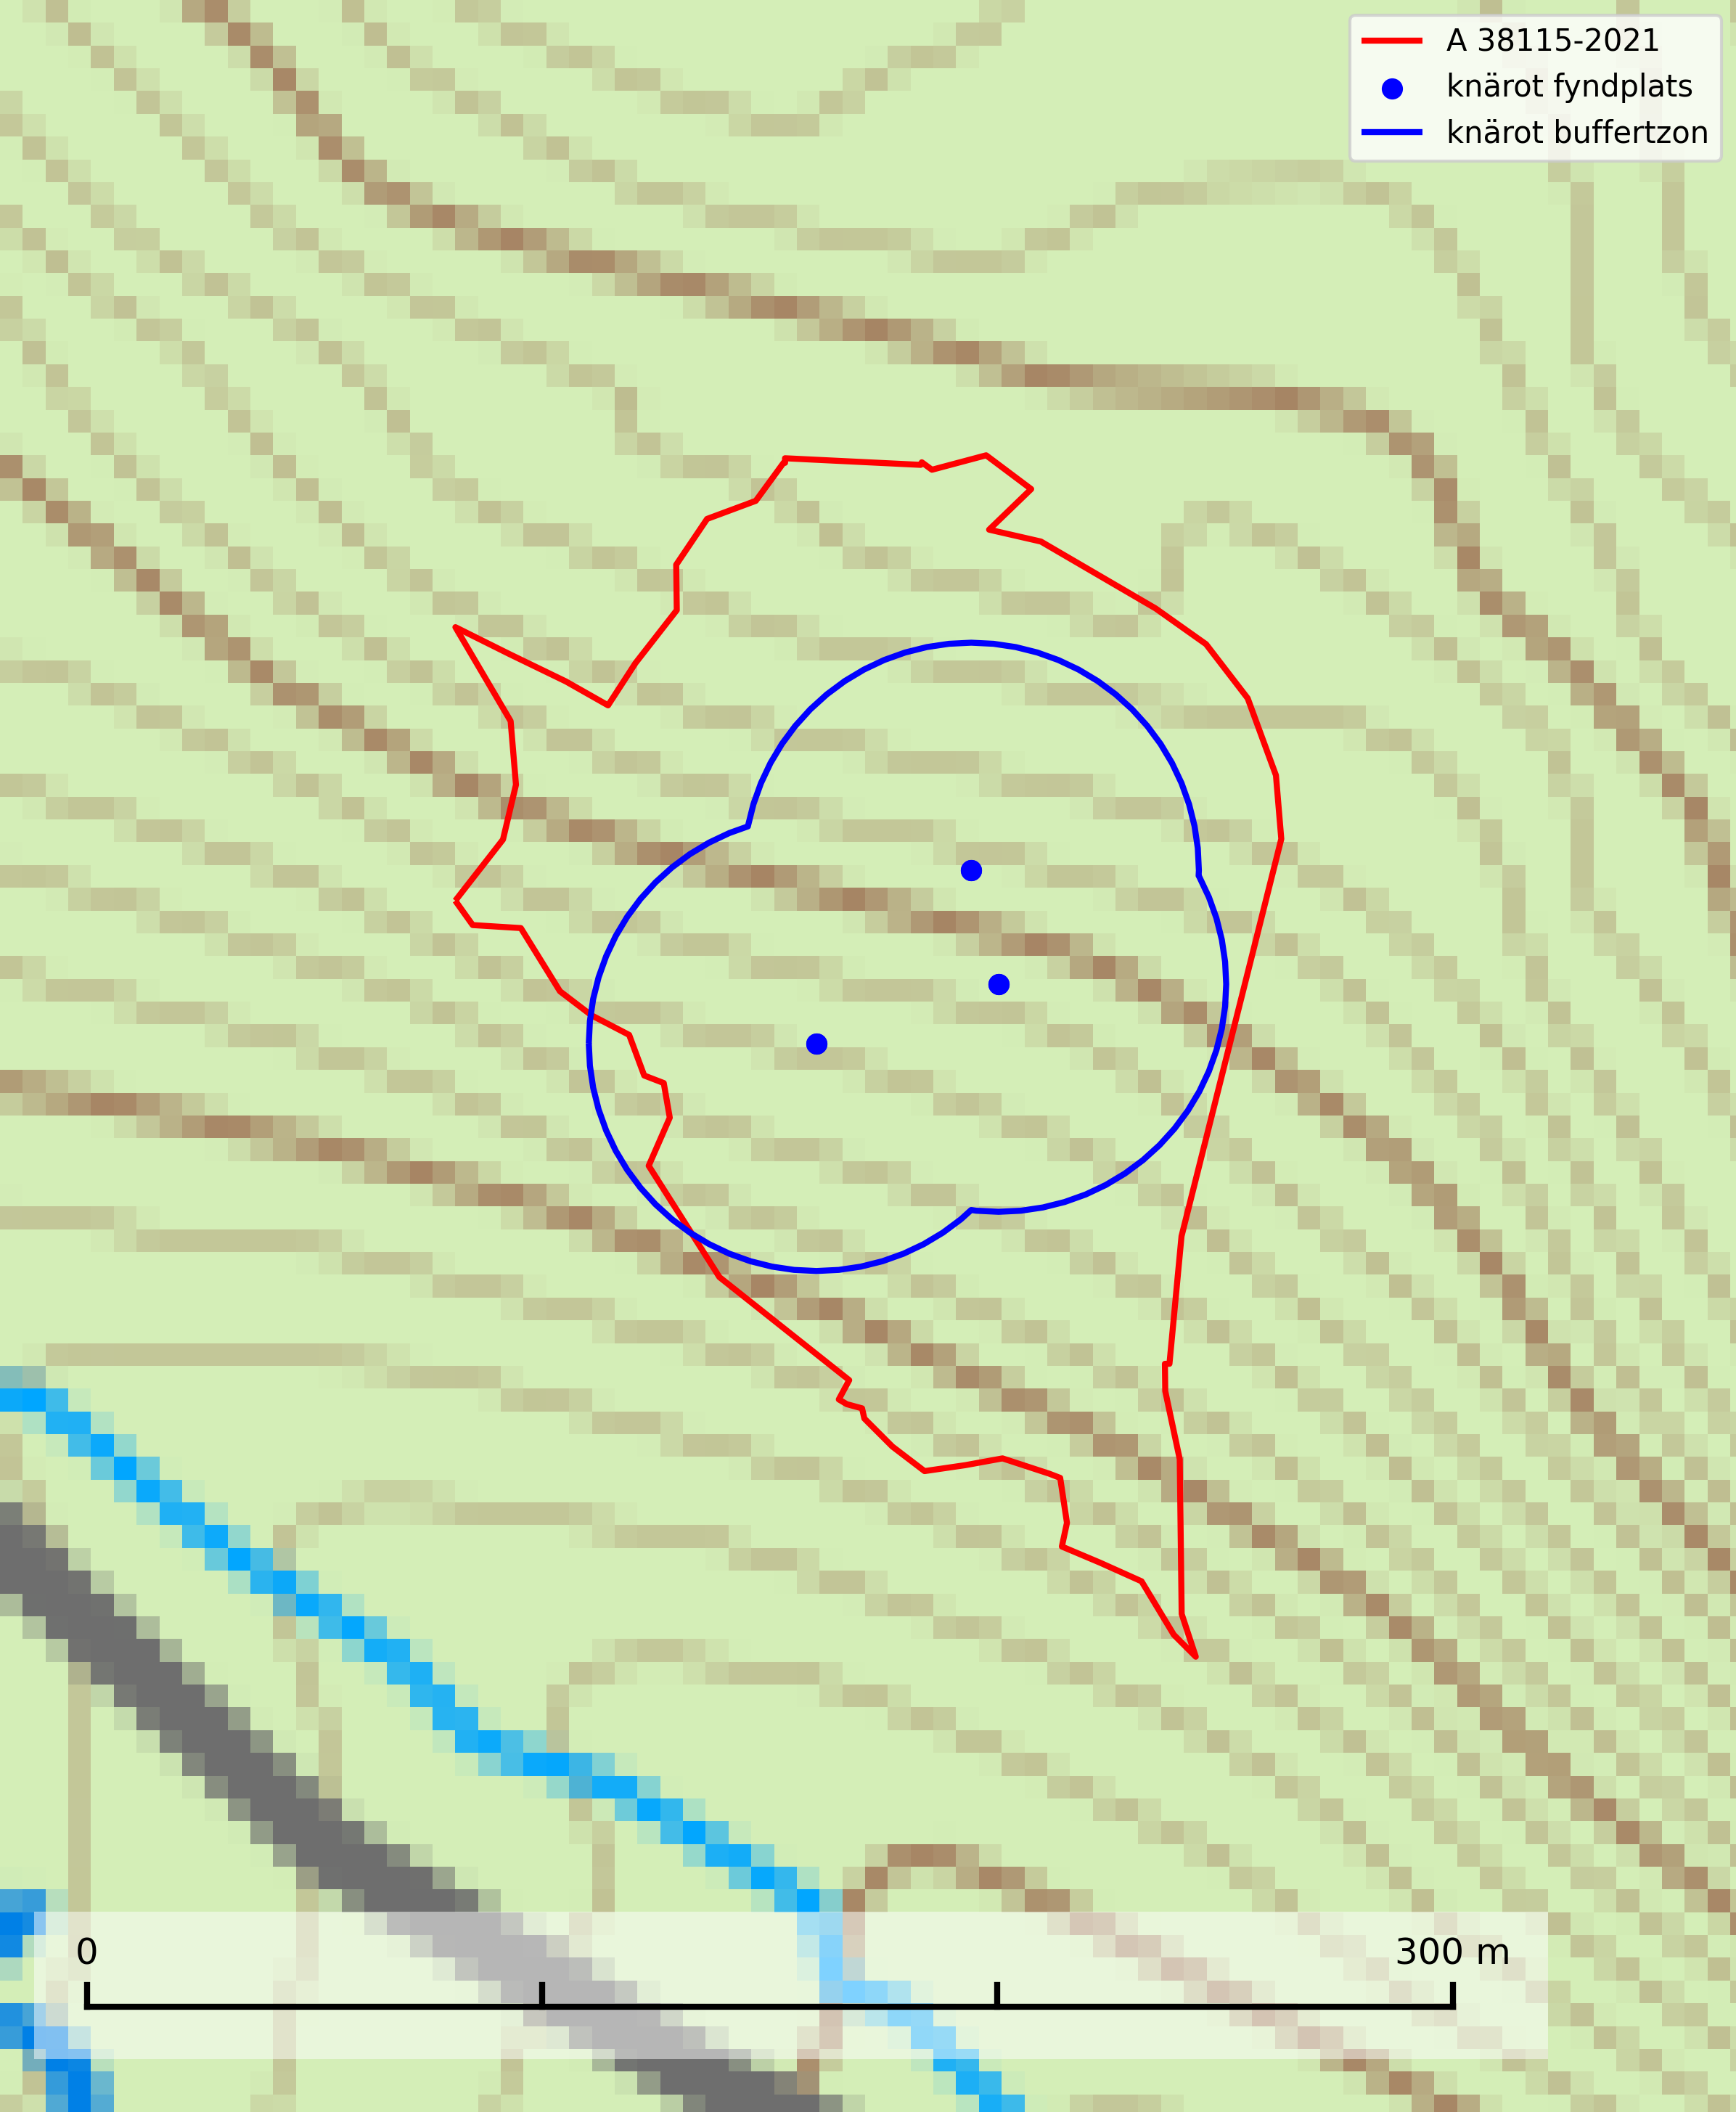 A 38115-2021
knärot fyndplats
knärot buffertzon
0
300 m